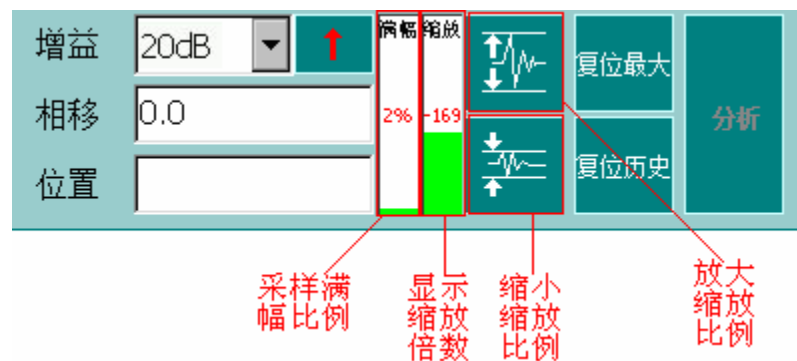 增益
20dB
相移
0.0
位置
满幅
2%
缩放
-169
复位最大
复位历史
分析
采样满
幅比例
显示
缩放
倍数
缩小
缩放
比例
放大
缩放
比例